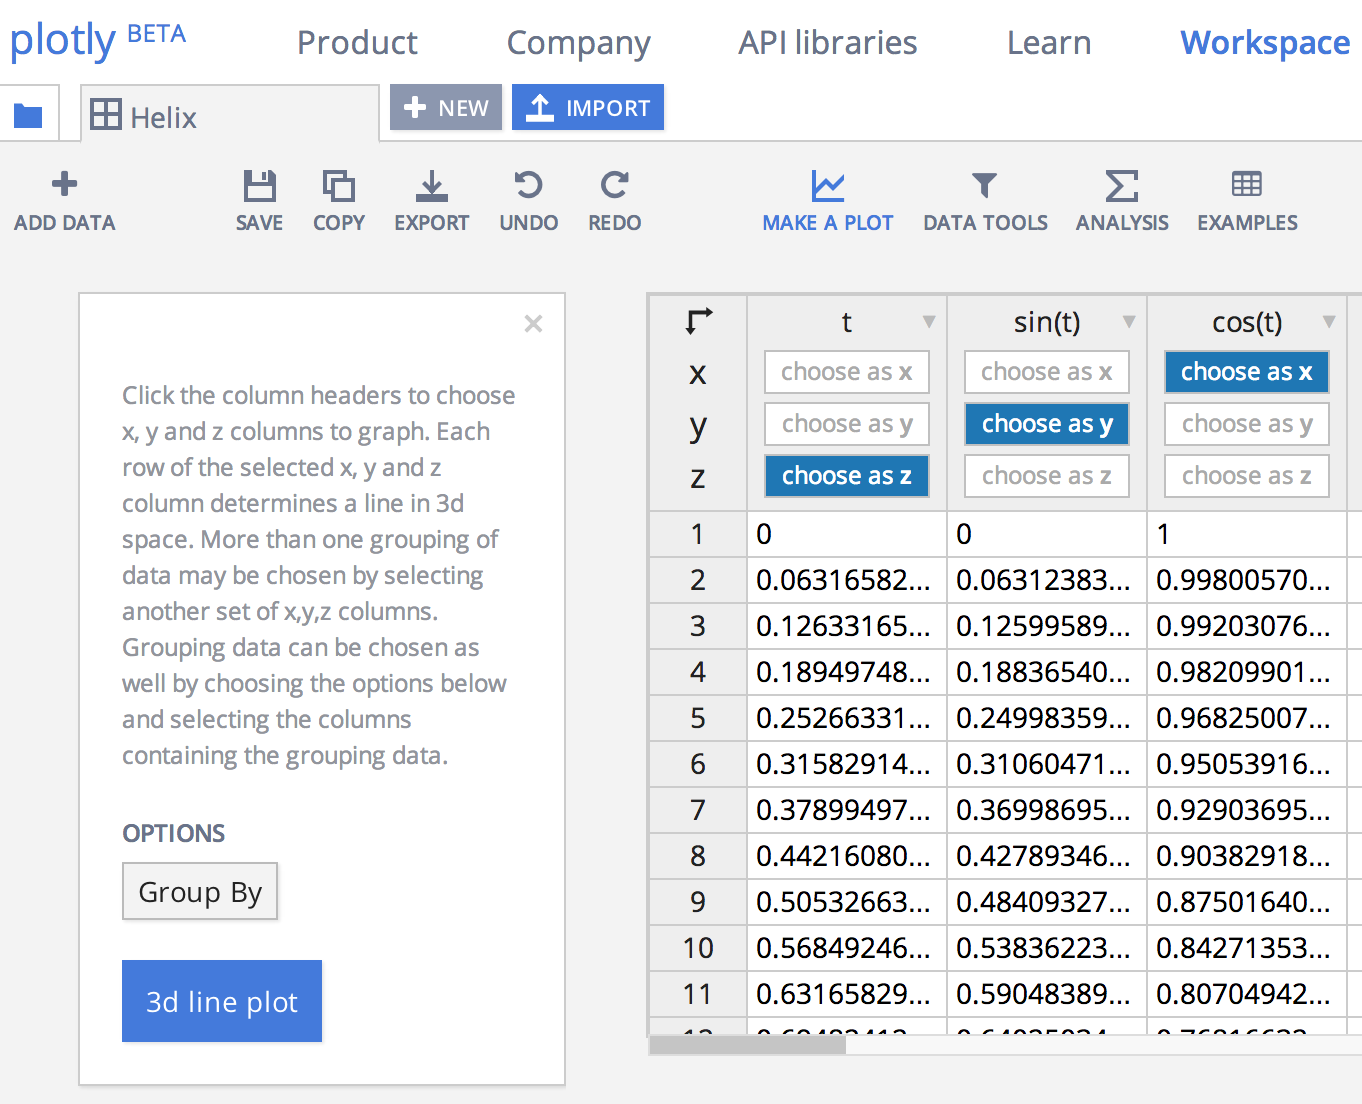 plotly BETA Product Company API libraries Learn Workspace
Helix + NEW IMPORT
ADD DATA SAVE COPY EXPORT UNDO REDO MAKE A PLOT DATA TOOLS ANALYSIS EXAMPLES
Click the column headers to choose
x, y and z columns to graph. Each
row of the selected x, y and z
column determines a line in 3d
space. More than one grouping of
data may be chosen by selecting
another set of x,y,z columns.
Grouping data can be chosen as
well by choosing the options below
and selecting the columns
containing the grouping data.
OPTIONS
Group By
3d line plot
t sin(t) cos(t)
x choose as x choose as x choose as x
y choose as y choose as y choose as y
z choose as z choose as z choose as z
1 0 0 1
2 0.06316582... 0.06312383... 0.99800570...
3 0.12633165... 0.12599589... 0.99203076...
4 0.18949748... 0.18836540... 0.98209901...
5 0.25266331... 0.24998359... 0.96825007...
6 0.31582914... 0.31060471... 0.95053916...
7 0.37899497... 0.36998695... 0.92903695...
8 0.44216080... 0.42789346... 0.90382918...
9 0.50532663... 0.48409327... 0.87501640...
10 0.56849246... 0.53836223... 0.84271353...
11 0.63165829... 0.59048389... 0.80704942...